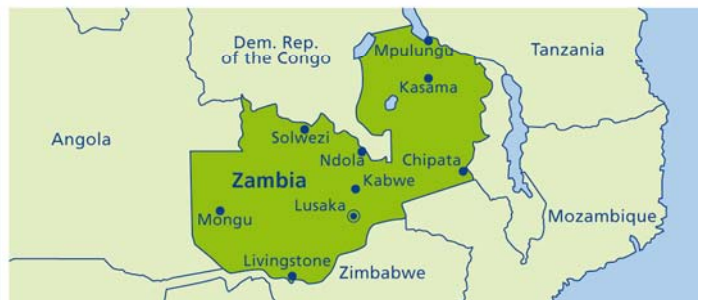 Dem. Rep.
of the Congo
Mpulungu
Tanzania
Kasama
Angola
Solwezi
Ndola
Chipata
Zambia
Kabwe
Lusaka
Mongu
Mozambique
Livingstone
Zimbabwe